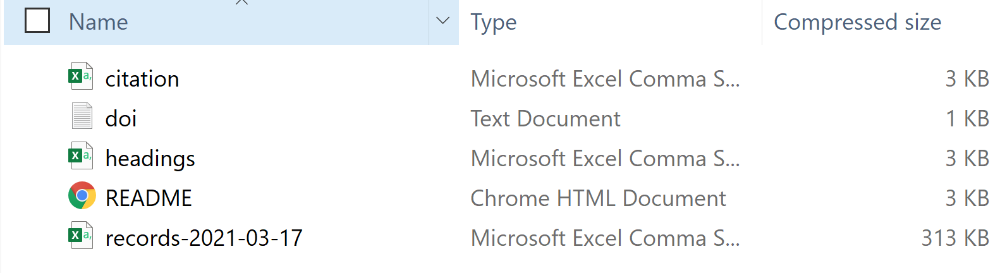 Name Type Compressed size
citation Microsoft Excel Comma S... 3 KB
doi Text Document 1 KB
headings Microsoft Excel Comma S... 3 KB
README Chrome HTML Document 3 KB
records-2021-03-17 Microsoft Excel Comma S... 313 KB